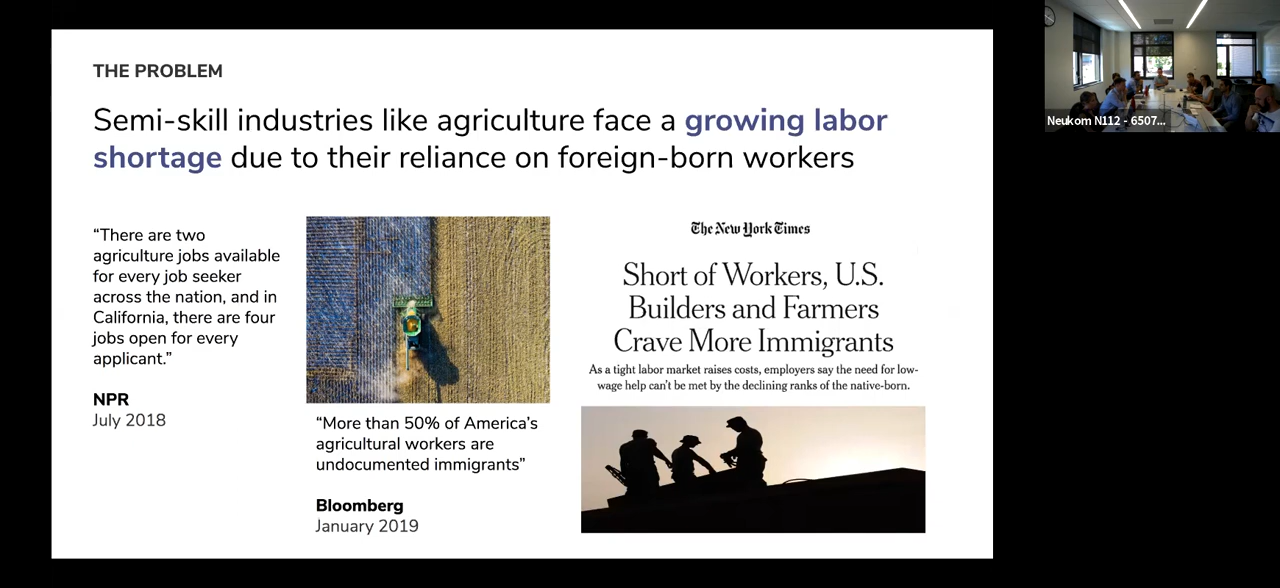 THE PROBLEM
Semi-skill industries like agriculture face a growing labor
shortage due to their reliance on foreign-born workers
“There are two
agriculture jobs available
for every job seeker
across the nation, and in
California, there are four
jobs open for every
applicant.”
NPR
July 2018
“More than 50% of America’s
agricultural workers are
undocumented immigrants”
Bloomberg
January 2019
The New York Times
Short of Workers, U.S.
Builders and Farmers
Crave More Immigrants
As a tight labor market raises costs, employers say the need for low-
wage help can’t be met by the declining ranks of the native-born.
Neukom N112 - 6507...